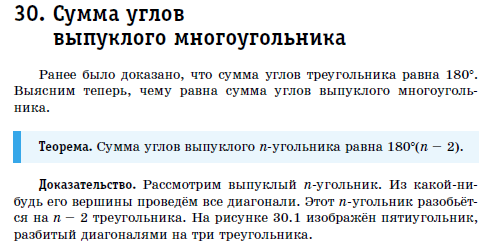 30. Сумма углов
выпуклого многоугольника
Ранее было доказано, что сумма углов треугольника равна 180°.
Выясним теперь, чему равна сумма углов выпуклого многоуголь-
ника.
Теорема. Сумма углов выпуклого n-угольника равна 180°(n − 2).
Доказательство. Рассмотрим выпуклый n-угольник. Из какой-ни-
будь его вершины проведём все диагонали. Этот n-угольник разобьёт-
ся на n − 2 треугольника. На рисунке 30.1 изображён пятиугольник,
разбитый диагоналями на три треугольника.